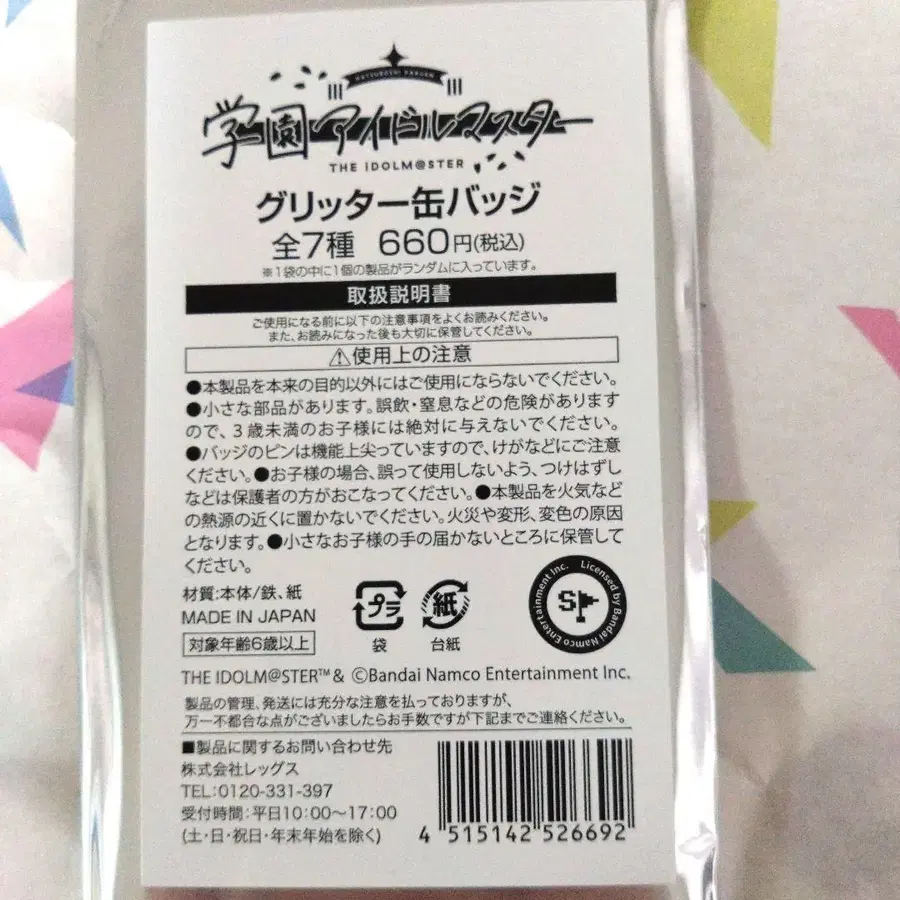 HATSUBOSHI GAKUEN
学園アイドルマスター
THE IDOLM@STER
グリッター缶バッジ
全7種 660円(税込)
※1袋の中に1個の製品がランダムに入っています。
取扱説明書
ご使用になる前に以下の注意事項をよくお読みください。
また、お読みになった後も大切に保管してください。
⚠使用上の注意
●本製品を本来の目的以外にはご使用にならないでください。
●小さな部品があります。誤飲・窒息などの危険があります
ので、3歳未満のお子様には絶対に与えないでください。
●バッジのピンは機能上尖っていますので、けがなどにご注意
ください。●お子様の場合、誤って使用しないよう、つけはずし
などは保護者の方がおこなってください。●本製品を火気など
の熱源の近くに置かないでください。火災や変形、変色の原因
となります。●小さなお子様の手の届かないところに保管して
ください。
材質:本体/鉄、紙
MADE IN JAPAN
対象年齢6歳以上
プラ
袋
紙
台紙
Licensed by Bandai Namco Entertainment Inc.
SP
THE IDOLM@STER™& ©Bandai Namco Entertainment Inc.
製品の管理、発送には充分な注意を払っておりますが、
万一不都合な点がございましたらお手数ですが下記までご連絡ください。
■製品に関するお問い合わせ先
株式会社レッグス
TEL:0120-331-397
受付時間:平日10:00〜17:00
(土・日・祝日・年末年始を除く)
4 515142 526692